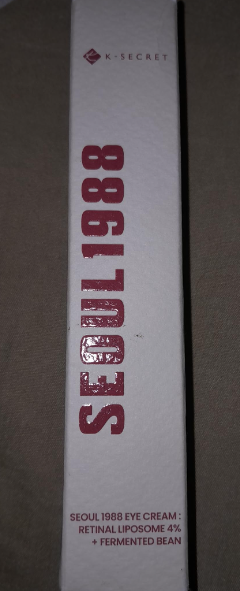 K-SECRET
SEOUL1988
SEOUL 1988 EYE CREAM :
RETINAL LIPOSOME 4%
+ FERMENTED BEAN